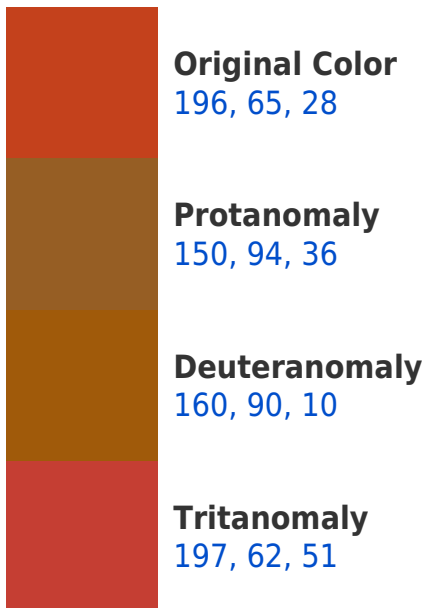 Original Color
196, 65, 28
Protanomaly
150, 94, 36
Deuteranomaly
160, 90, 10
Tritanomaly
197, 62, 51